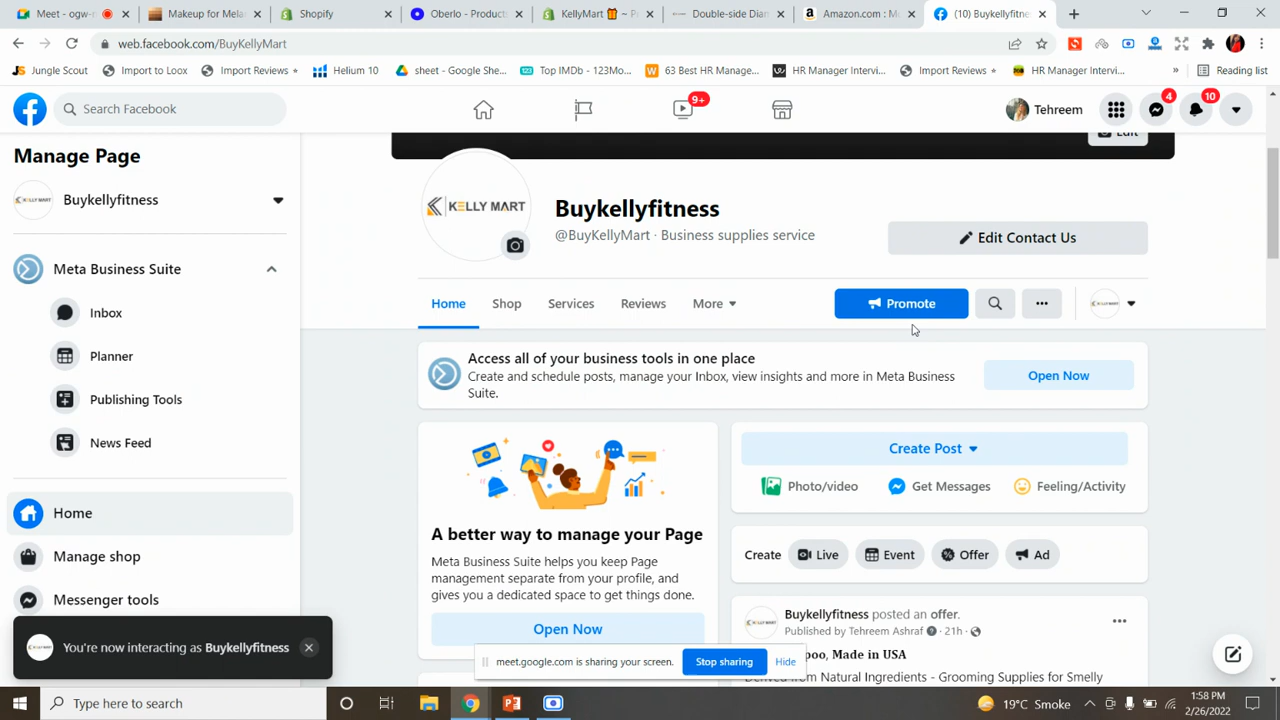 Meet - ogw-n
Makeup for Mela
Shopify
Oberlo - Product
KellyMart 🎁 ~ P
Double-side Dia
Amazon.com : M
(10) Buykellyfitne
web.facebook.com/BuyKellyMart
Jungle Scout
Import to Loox
Import Reviews
Helium 10
sheet - Google She...
Top IMDb - 123Mo...
63 Best HR Manage...
HR Manager Intervi...
Import Reviews
HR Manager Intervi...
»
Reading list
Search Facebook
9+
Tehreem
4
10
Manage Page
Buykellyfitness
Meta Business Suite
Inbox
Planner
Publishing Tools
News Feed
Home
Manage shop
Messenger tools
You're now interacting as Buykellyfitness
Edit
KELLY MART
Buykellyfitness
@BuyKellyMart · Business supplies service
Edit Contact Us
Home
Shop
Services
Reviews
More
Promote
Access all of your business tools in one place
Create and schedule posts, manage your Inbox, view insights and more in Meta Business
Suite.
Open Now
A better way to manage your Page
Meta Business Suite helps you keep Page
management separate from your profile, and
gives you a dedicated space to get things done.
Open Now
Create Post
Photo/video
Get Messages
Feeling/Activity
Create
Live
Event
Offer
Ad
Buykellyfitness posted an offer.
Published by Tehreem Ashraf · 21h ·
poo, Made in USA
Derived from Natural Ingredients - Grooming Supplies for Smelly
meet.google.com is sharing your screen.
Stop sharing
Hide
Type here to search
19°C Smoke
1:58 PM
2/26/2022